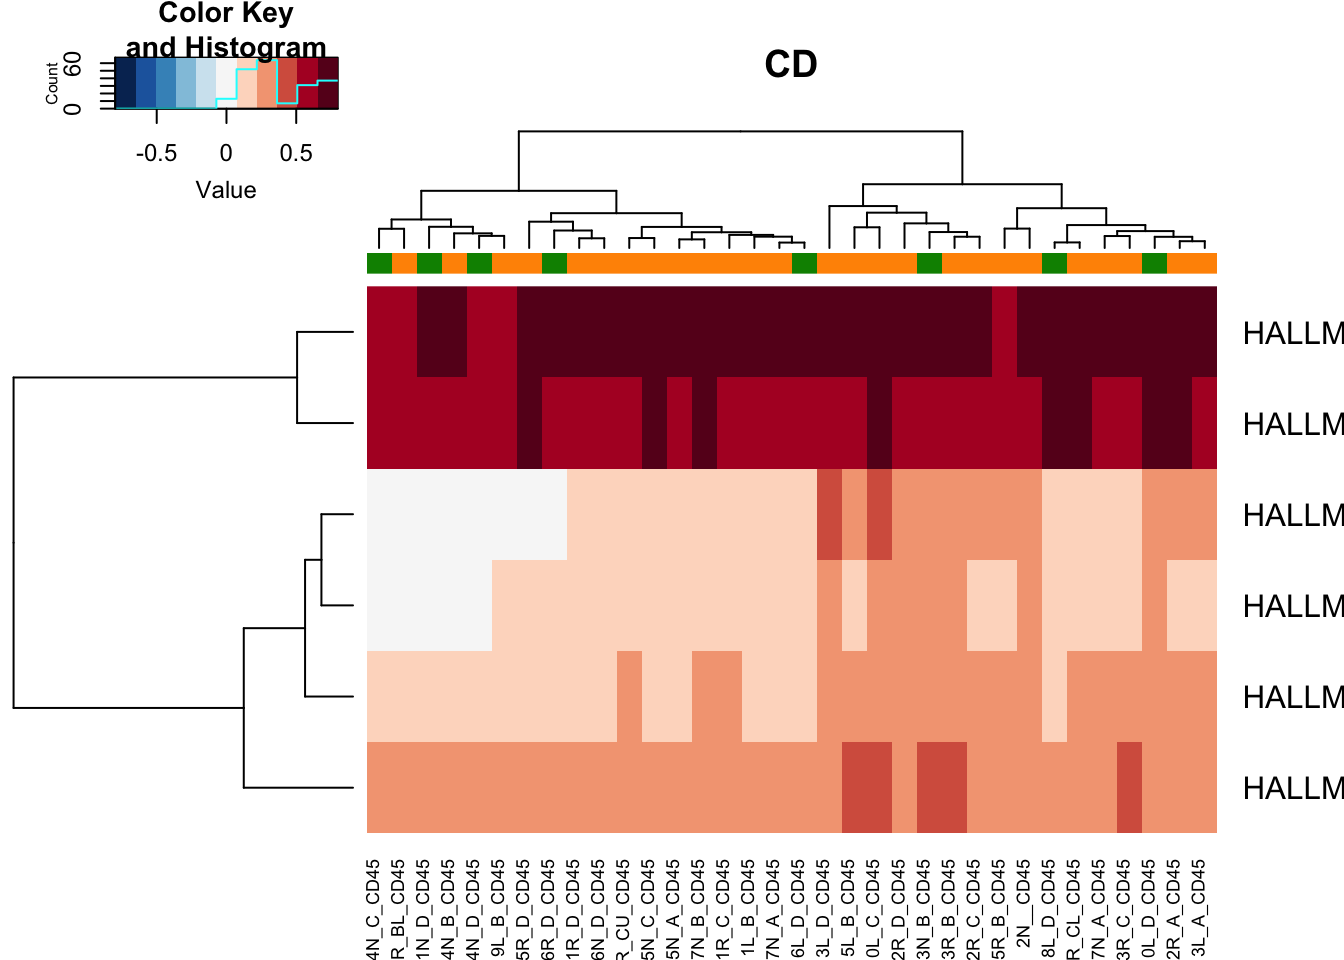 Color Key
and Histogram
CD
Count
0
60
-0.5
0
0.5
Value
HALLM
HALLM
HALLM
HALLM
HALLM
HALLM
4N_C_CD45
R_BL_CD45
1N_D_CD45
4N_B_CD45
4N_D_CD45
9L_B_CD45
5R_D_CD45
6R_D_CD45
1R_D_CD45
6N_D_CD45
R_CU_CD45
5N_C_CD45
5N_A_CD45
7N_B_CD45
1R_C_CD45
1L_B_CD45
7N_A_CD45
6L_D_CD45
3L_D_CD45
5L_B_CD45
0L_C_CD45
2R_D_CD45
3N_B_CD45
3R_B_CD45
2R_C_CD45
5R_B_CD45
2N__CD45
8L_D_CD45
R_CL_CD45
7N_A_CD45
3R_C_CD45
0L_D_CD45
2R_A_CD45
3L_A_CD45